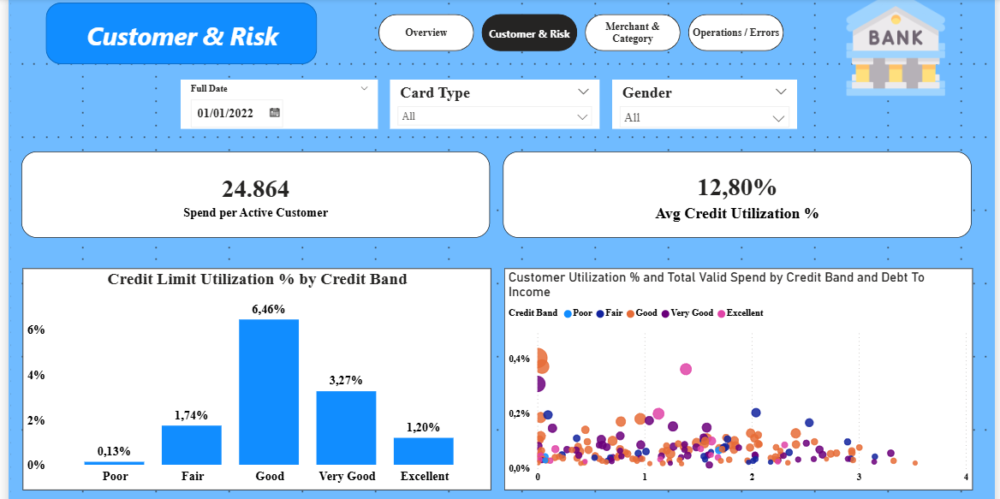 Customer & Risk
Overview
Customer & Risk
Merchant &
Category
Operations / Errors
BANK
Full Date
01/01/2022
Card Type
All
Gender
All
24.864
Spend per Active Customer
12,80%
Avg Credit Utilization %
Credit Limit Utilization % by Credit Band
6%
4%
2%
0%
0,13%
1,74%
6,46%
3,27%
1,20%
Poor
Fair
Good
Very Good
Excellent
Customer Utilization % and Total Valid Spend by Credit Band and Debt To
Income
Credit Band Poor Fair Good Very Good Excellent
0,4%
0,2%
0,0%
0 1 2 3 4